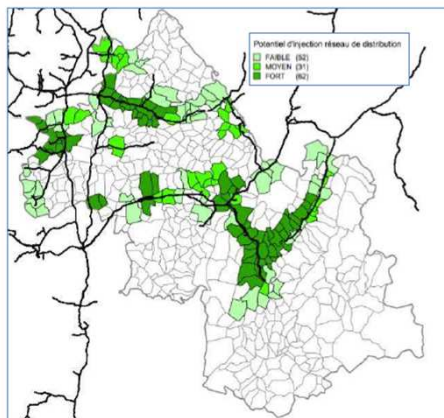 Potentiel d'injection réseau de distribution
FAIBLE (52)
MOYEN (31)
FORT (62)